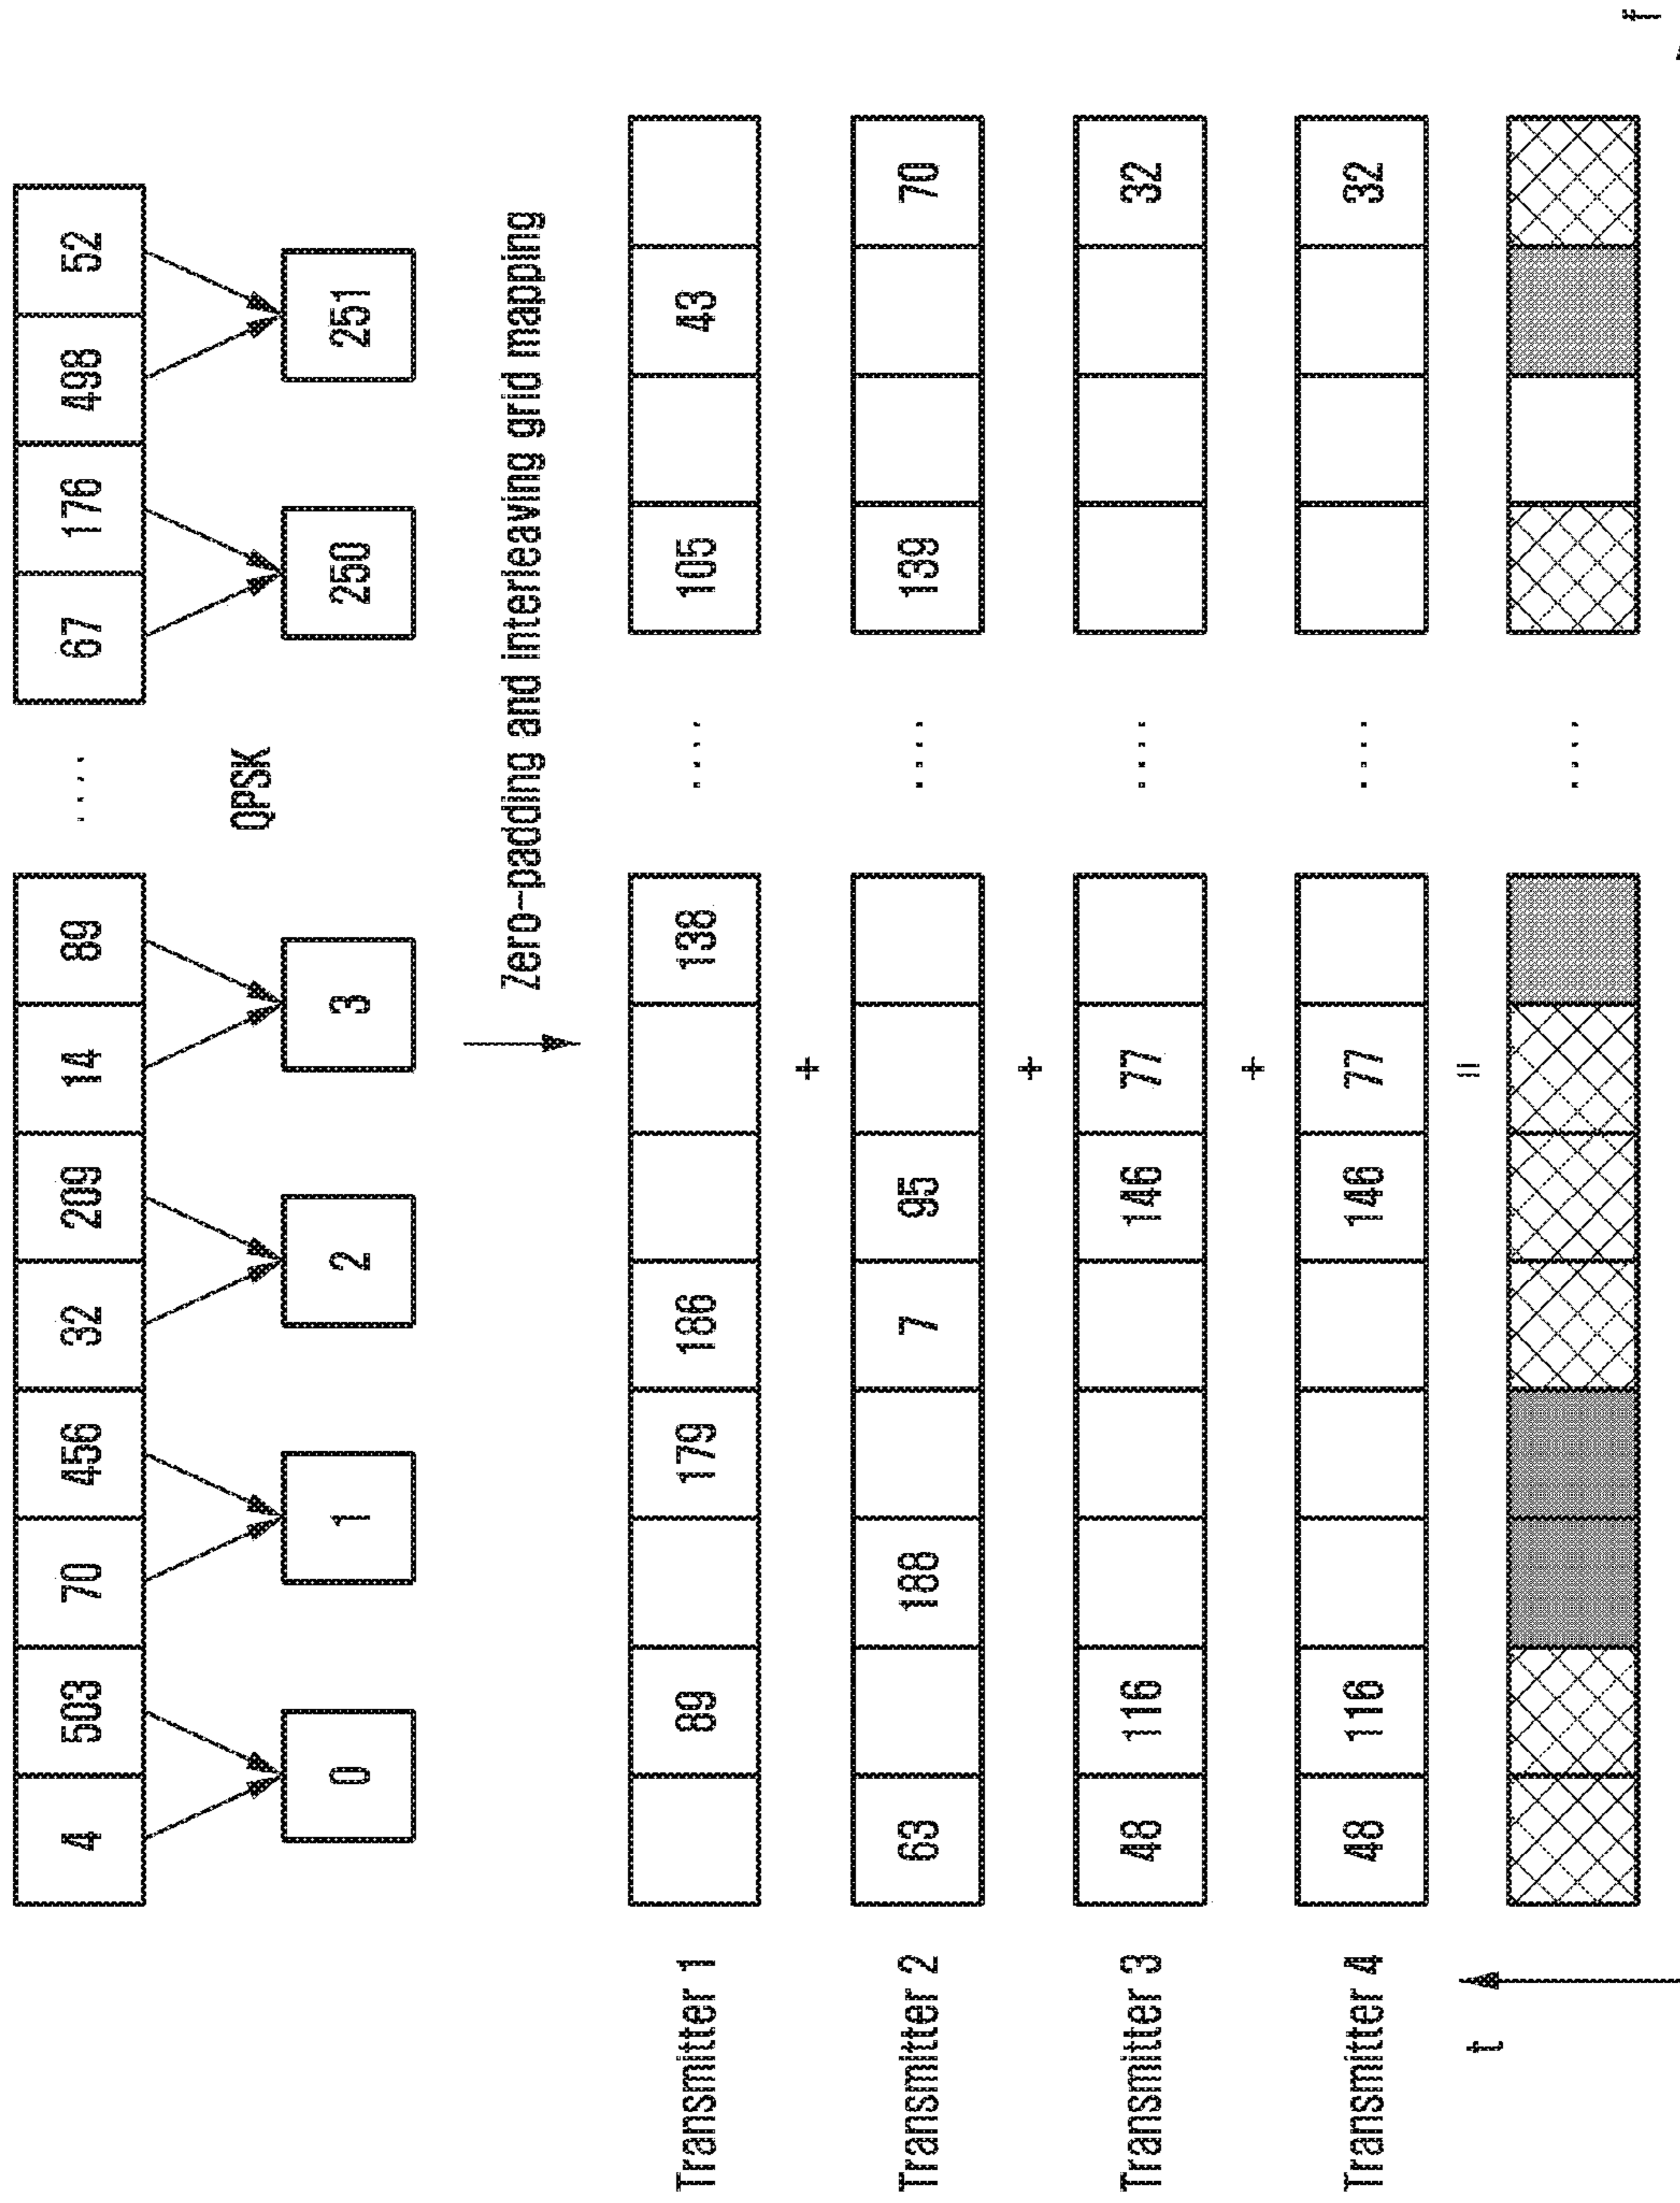 4 503 70 456 32 209 14 89 .... 67 176 498 52
QPSK
0 1 2 3 250 251
Zero-padding and interleaving grid mapping
Transmitter 1 89 179 186 138 .... 105 43
+
Transmitter 2 63 188 7 95 .... 139 70
+
Transmitter 3 48 116 146 77 .... 32
+
Transmitter 4 48 116 146 77 .... 32
=
....
t
f